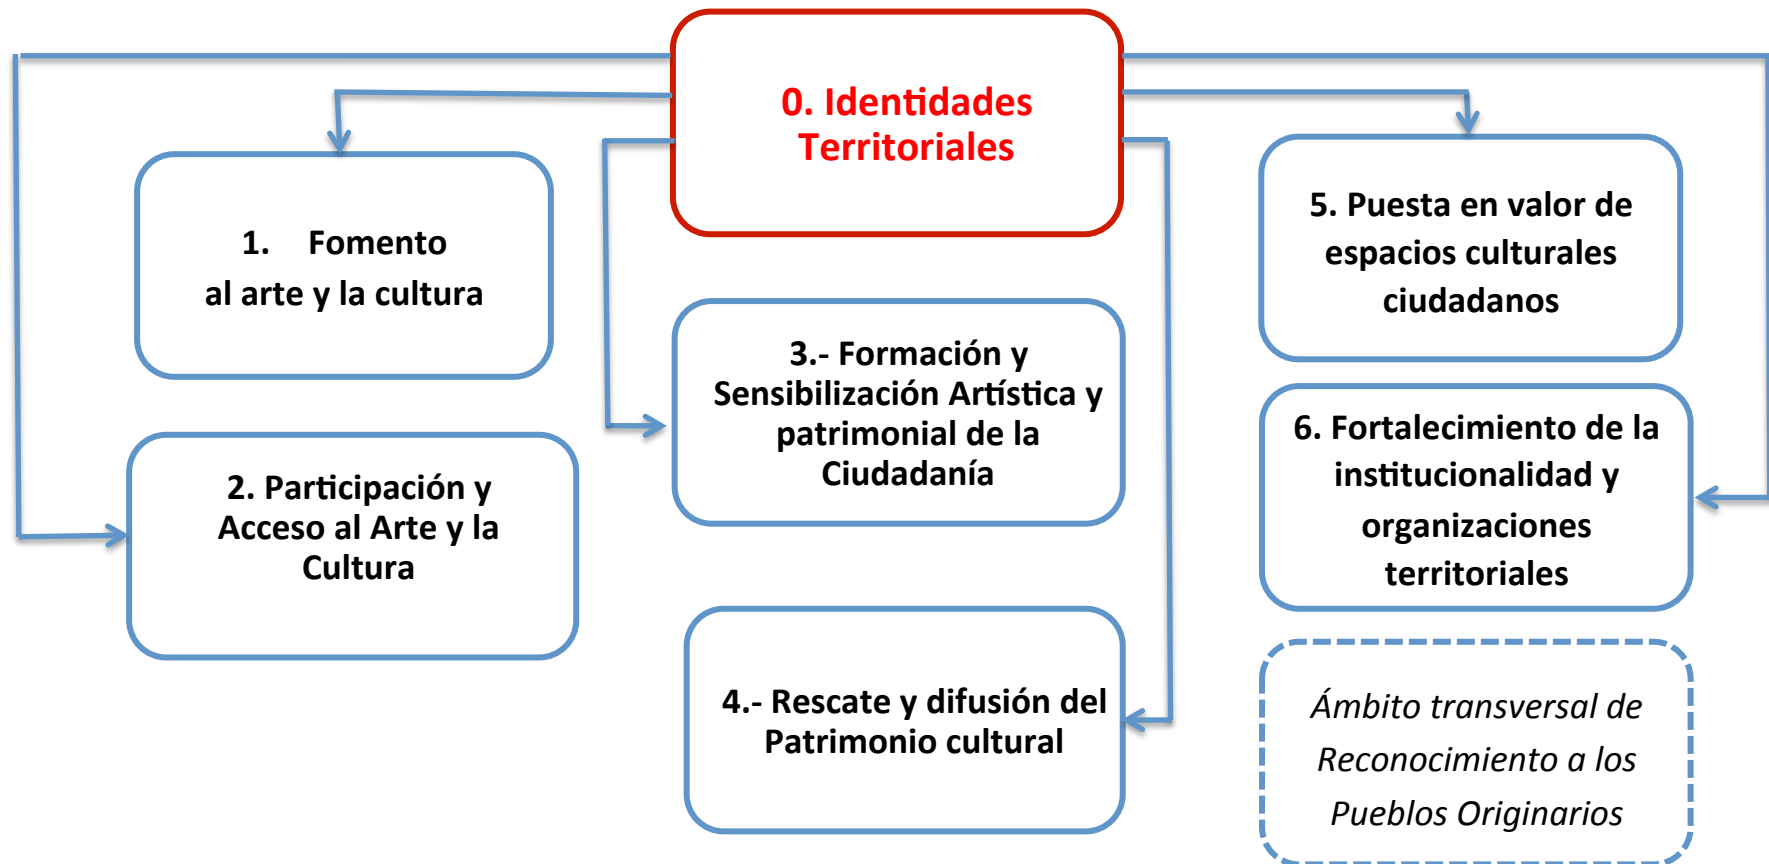 0. Identidades
Territoriales
1. Fomento
al arte y la cultura
2. Participación y
Acceso al Arte y la
Cultura
3.- Formación y
Sensibilización Artística y
patrimonial de la
Ciudadanía
4.- Rescate y difusión del
Patrimonio cultural
5. Puesta en valor de
espacios culturales
ciudadanos
6. Fortalecimiento de la
institucionalidad y
organizaciones
territoriales
Ámbito transversal de
Reconocimiento a los
Pueblos Originarios